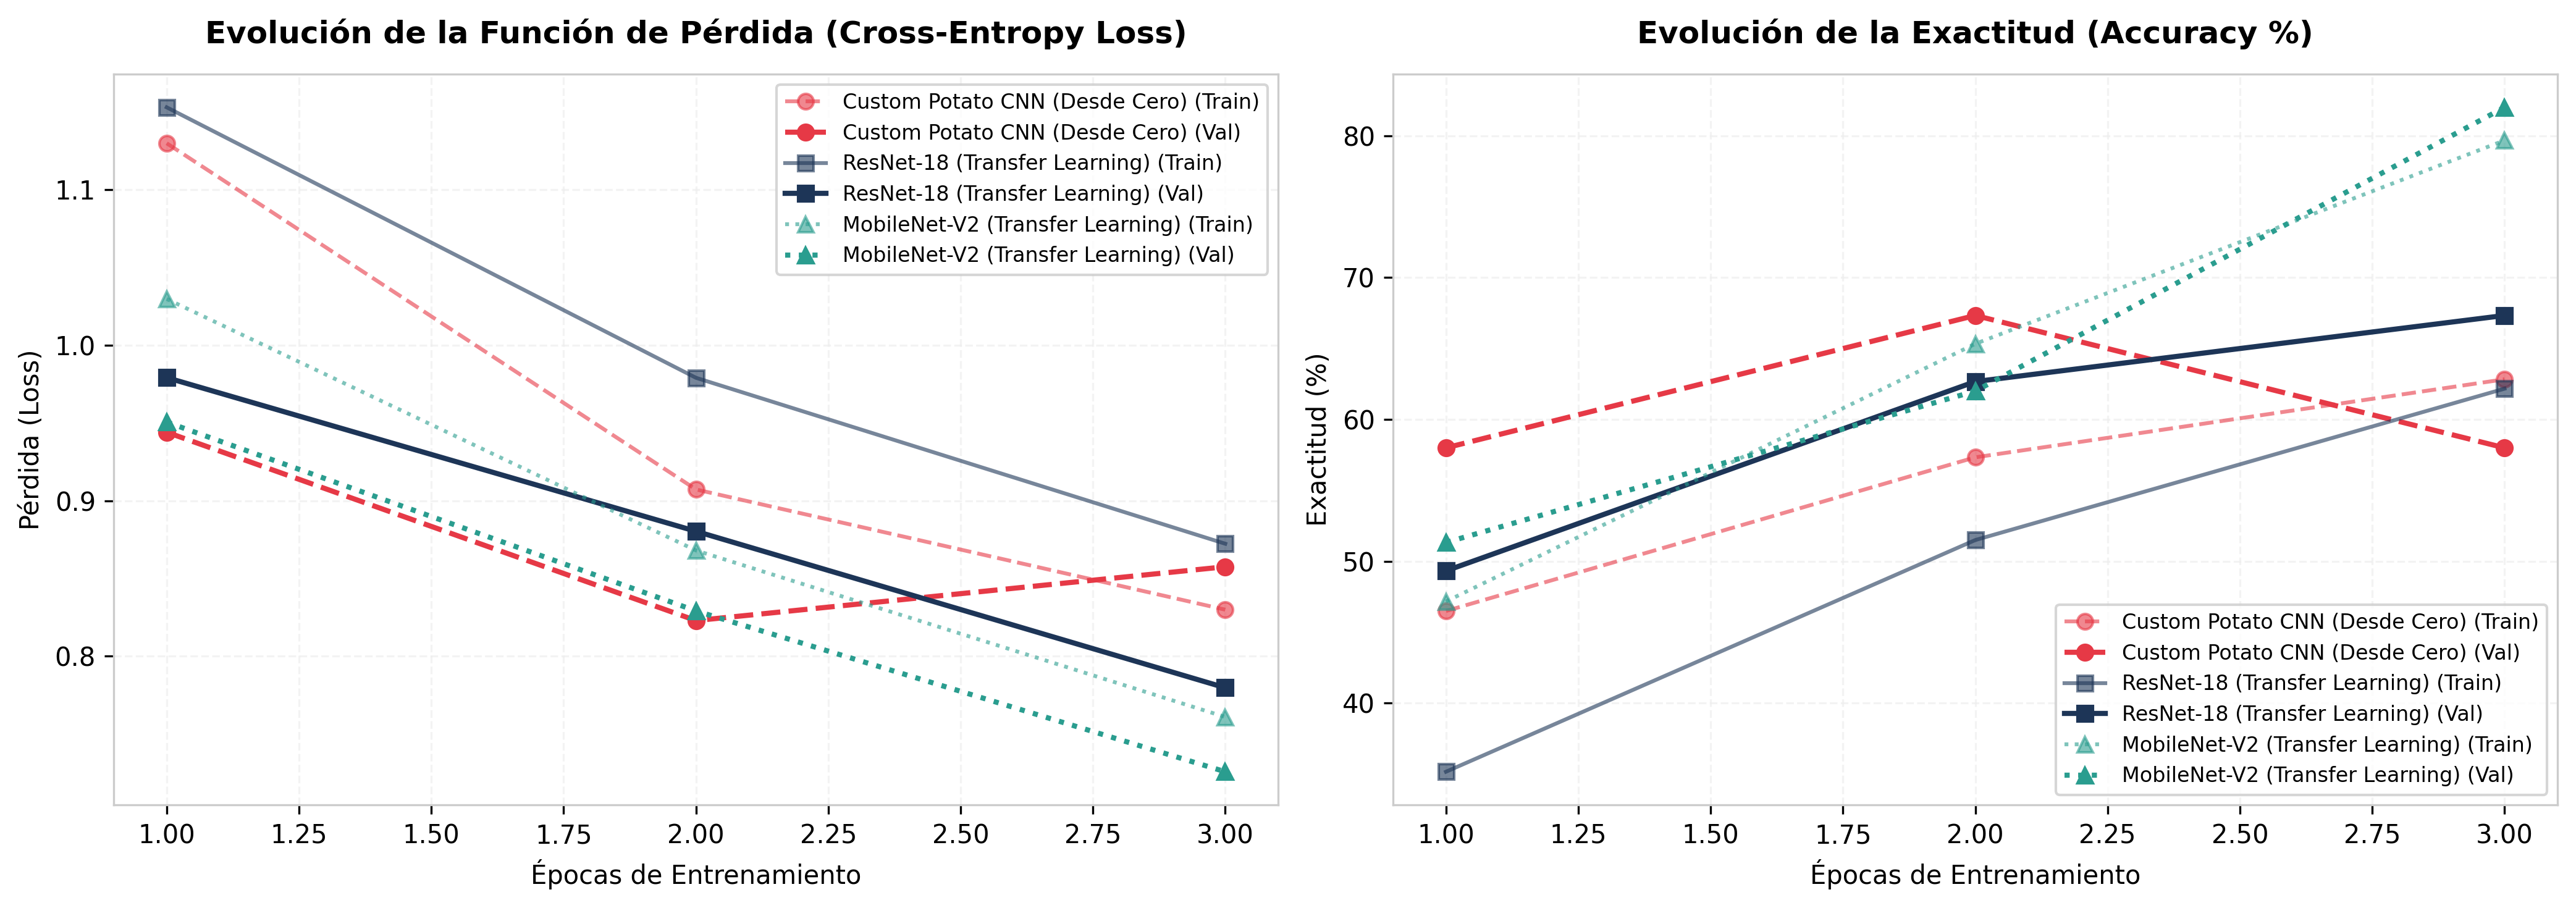 Evolución de la Función de Pérdida (Cross-Entropy Loss)
Pérdida (Loss)
1.1
1.0
0.9
0.8
Custom Potato CNN (Desde Cero) (Train)
Custom Potato CNN (Desde Cero) (Val)
ResNet-18 (Transfer Learning) (Train)
ResNet-18 (Transfer Learning) (Val)
MobileNet-V2 (Transfer Learning) (Train)
MobileNet-V2 (Transfer Learning) (Val)
1.00 1.25 1.50 1.75 2.00 2.25 2.50 2.75 3.00
Épocas de Entrenamiento
Evolución de la Exactitud (Accuracy %)
Exactitud (%)
80
70
60
50
40
Custom Potato CNN (Desde Cero) (Train)
Custom Potato CNN (Desde Cero) (Val)
ResNet-18 (Transfer Learning) (Train)
ResNet-18 (Transfer Learning) (Val)
MobileNet-V2 (Transfer Learning) (Train)
MobileNet-V2 (Transfer Learning) (Val)
1.00 1.25 1.50 1.75 2.00 2.25 2.50 2.75 3.00
Épocas de Entrenamiento